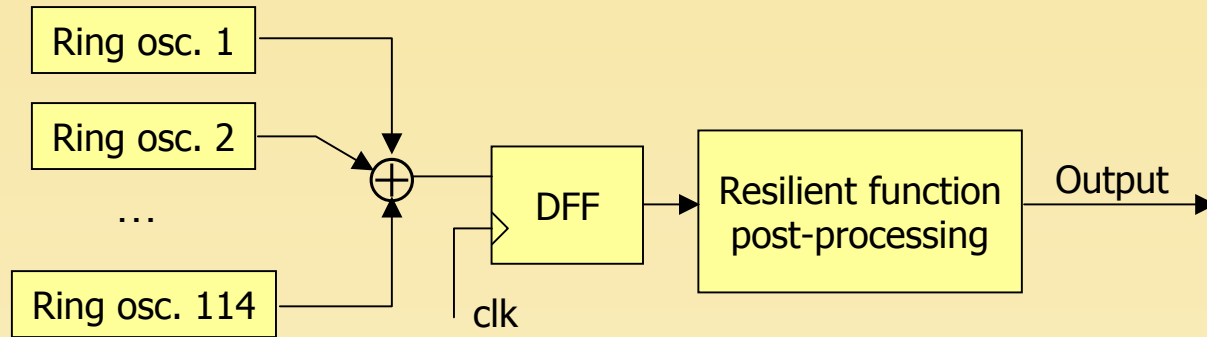 Ring osc. 1
Ring osc. 2
...
Ring osc. 114
DFF
clk
Resilient function
post-processing
Output